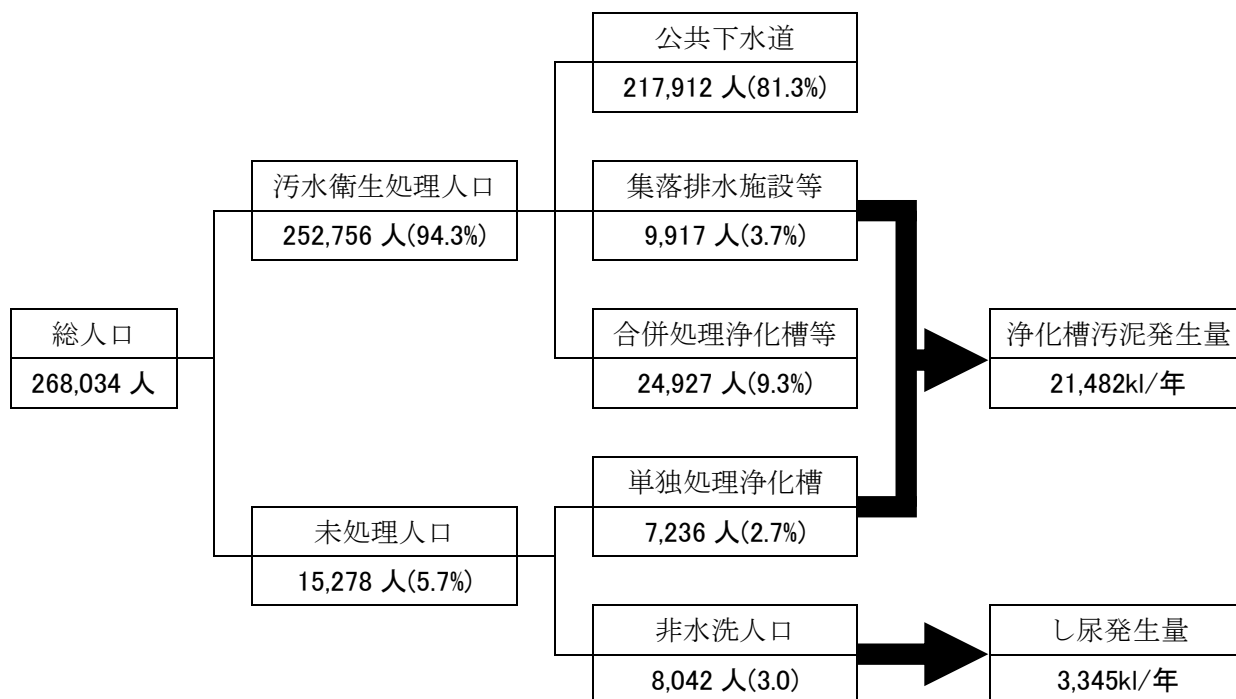 公共下水道
217,912 人(81.3%)
汚水衛生処理人口
252,756 人(94.3%)
集落排水施設等
9,917 人(3.7%)
総人口
268,034 人
合併処理浄化槽等
24,927 人(9.3%)
浄化槽汚泥発生量
21,482kl/年
単独処理浄化槽
7,236 人(2.7%)
未処理人口
15,278 人(5.7%)
非水洗人口
8,042 人(3.0)
し尿発生量
3,345kl/年